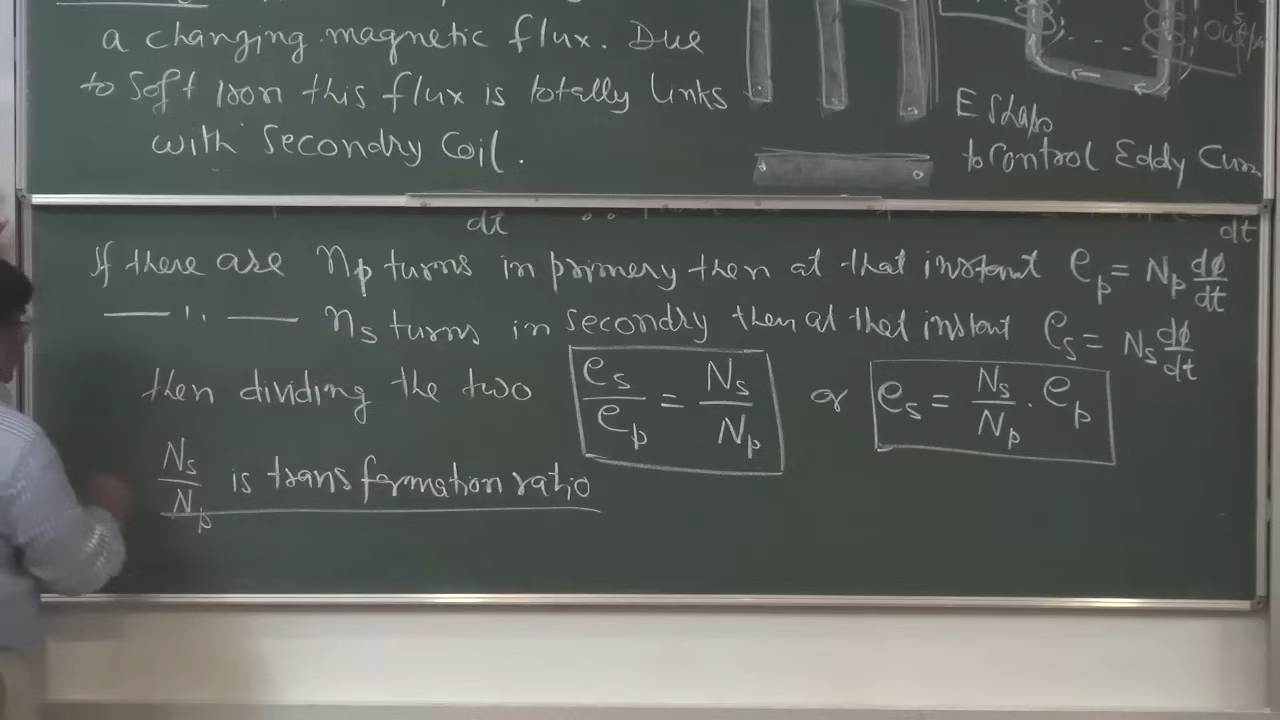 a changing magnetic flux. Due
to Soft Iron this flux is totally links
with Secondry Coil.
E Shape
to Control Eddy Curr
dt
dt
If there are np turns in primery then at that instant ep = Np dø/dt
—— ,, —— ns turns in secondry then at that instant es = Ns dø/dt
then dividing the two es/ep = Ns/Np or es = Ns/Np . ep
Ns/Np is transformation ratio